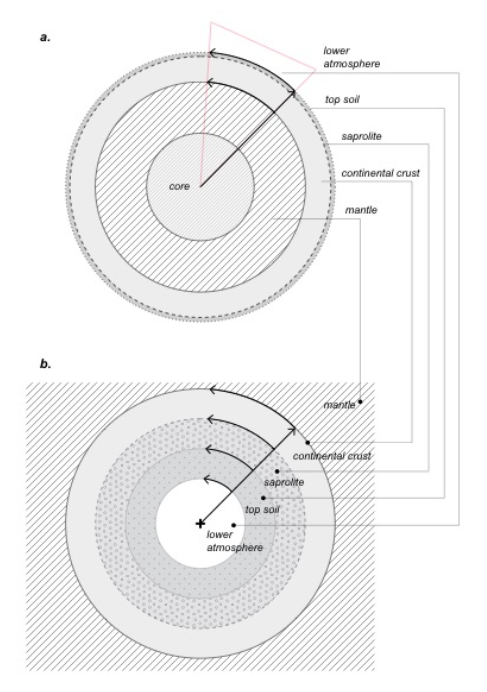 a.
lower
atmosphere
top soil
saprolite
continental crust
core
mantle
b.
mantle
continental crust
saprolite
top soil
lower
atmosphere